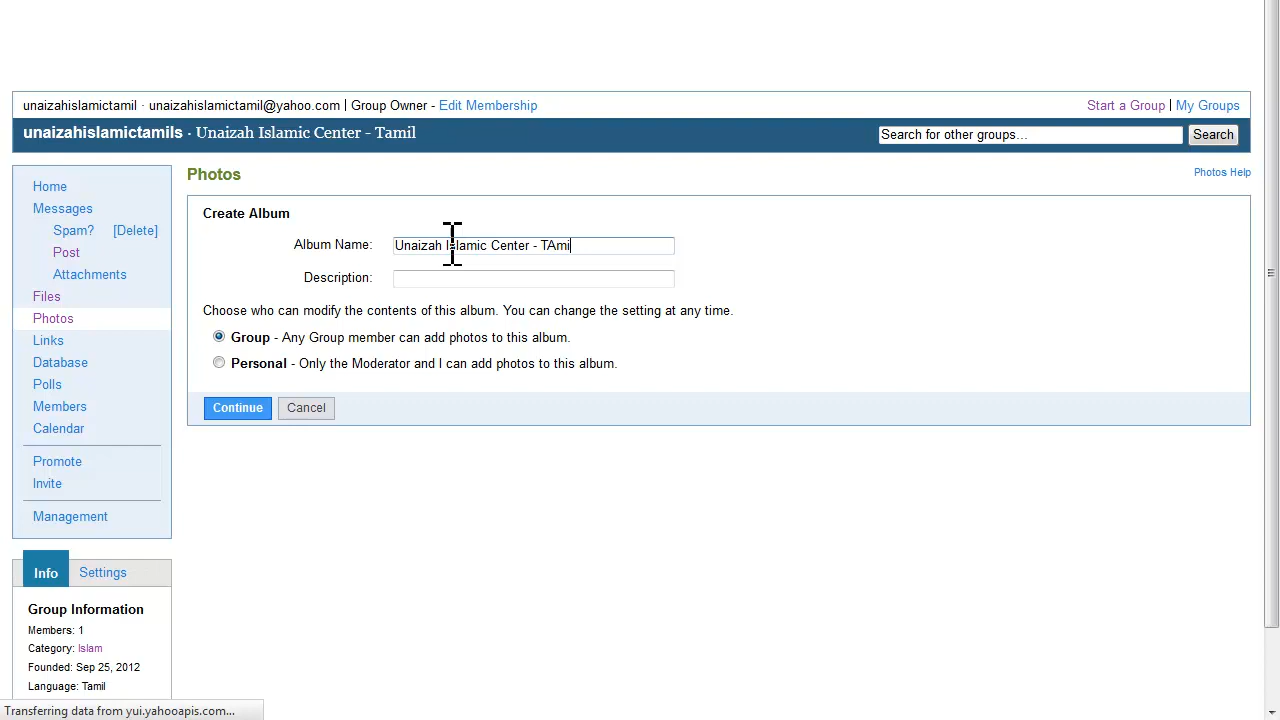 unaizahislamictamil · unaizahislamictamil@yahoo.com | Group Owner - Edit Membership
Start a Group | My Groups
unaizahislamictamils · Unaizah Islamic Center - Tamil
Search for other groups...
Search
Home
Messages
Spam? [Delete]
Post
Attachments
Files
Photos
Links
Database
Polls
Members
Calendar
Promote
Invite
Management
Info
Settings
Group Information
Members: 1
Category: Islam
Founded: Sep 25, 2012
Language: Tamil
Photos
Photos Help
Create Album
Album Name: Unaizah Islamic Center - TAmi
Description:
Choose who can modify the contents of this album. You can change the setting at any time.
Group - Any Group member can add photos to this album.
Personal - Only the Moderator and I can add photos to this album.
Continue
Cancel
Transferring data from yui.yahooapis.com...